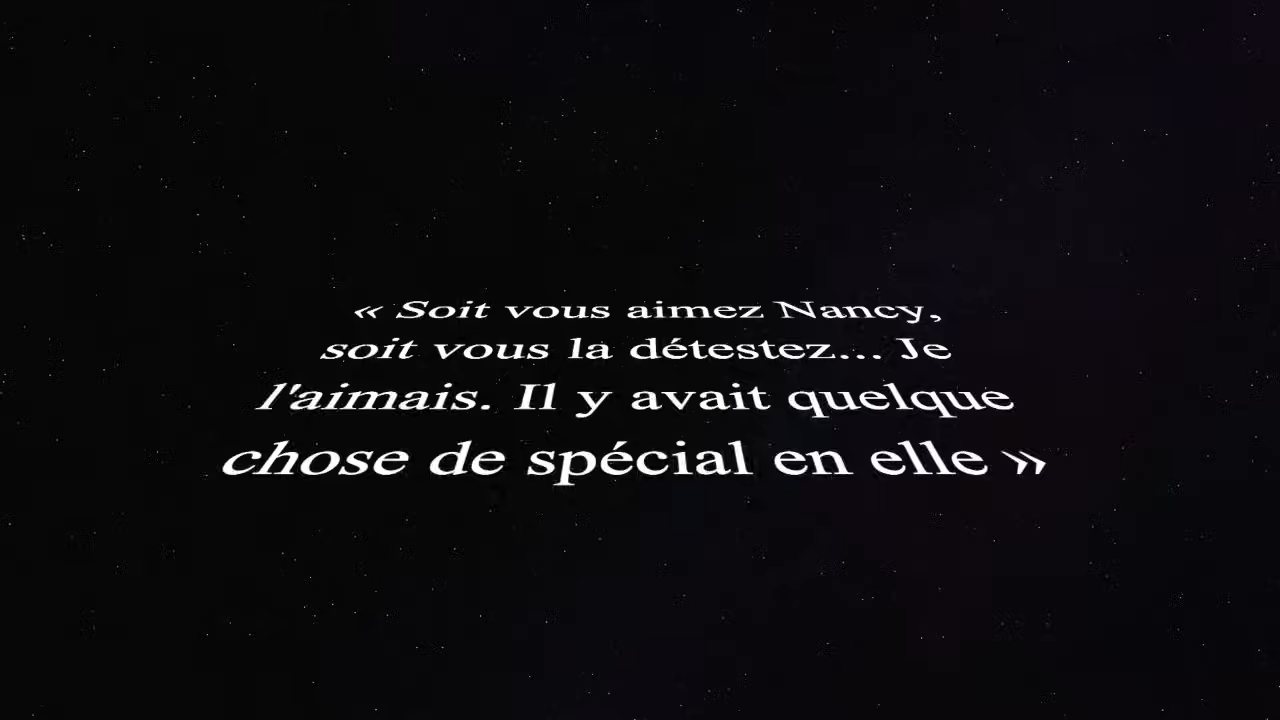 « Soit vous aimez Nancy,
soit vous la détestez... Je
l'aimais. Il y avait quelque
chose de spécial en elle »